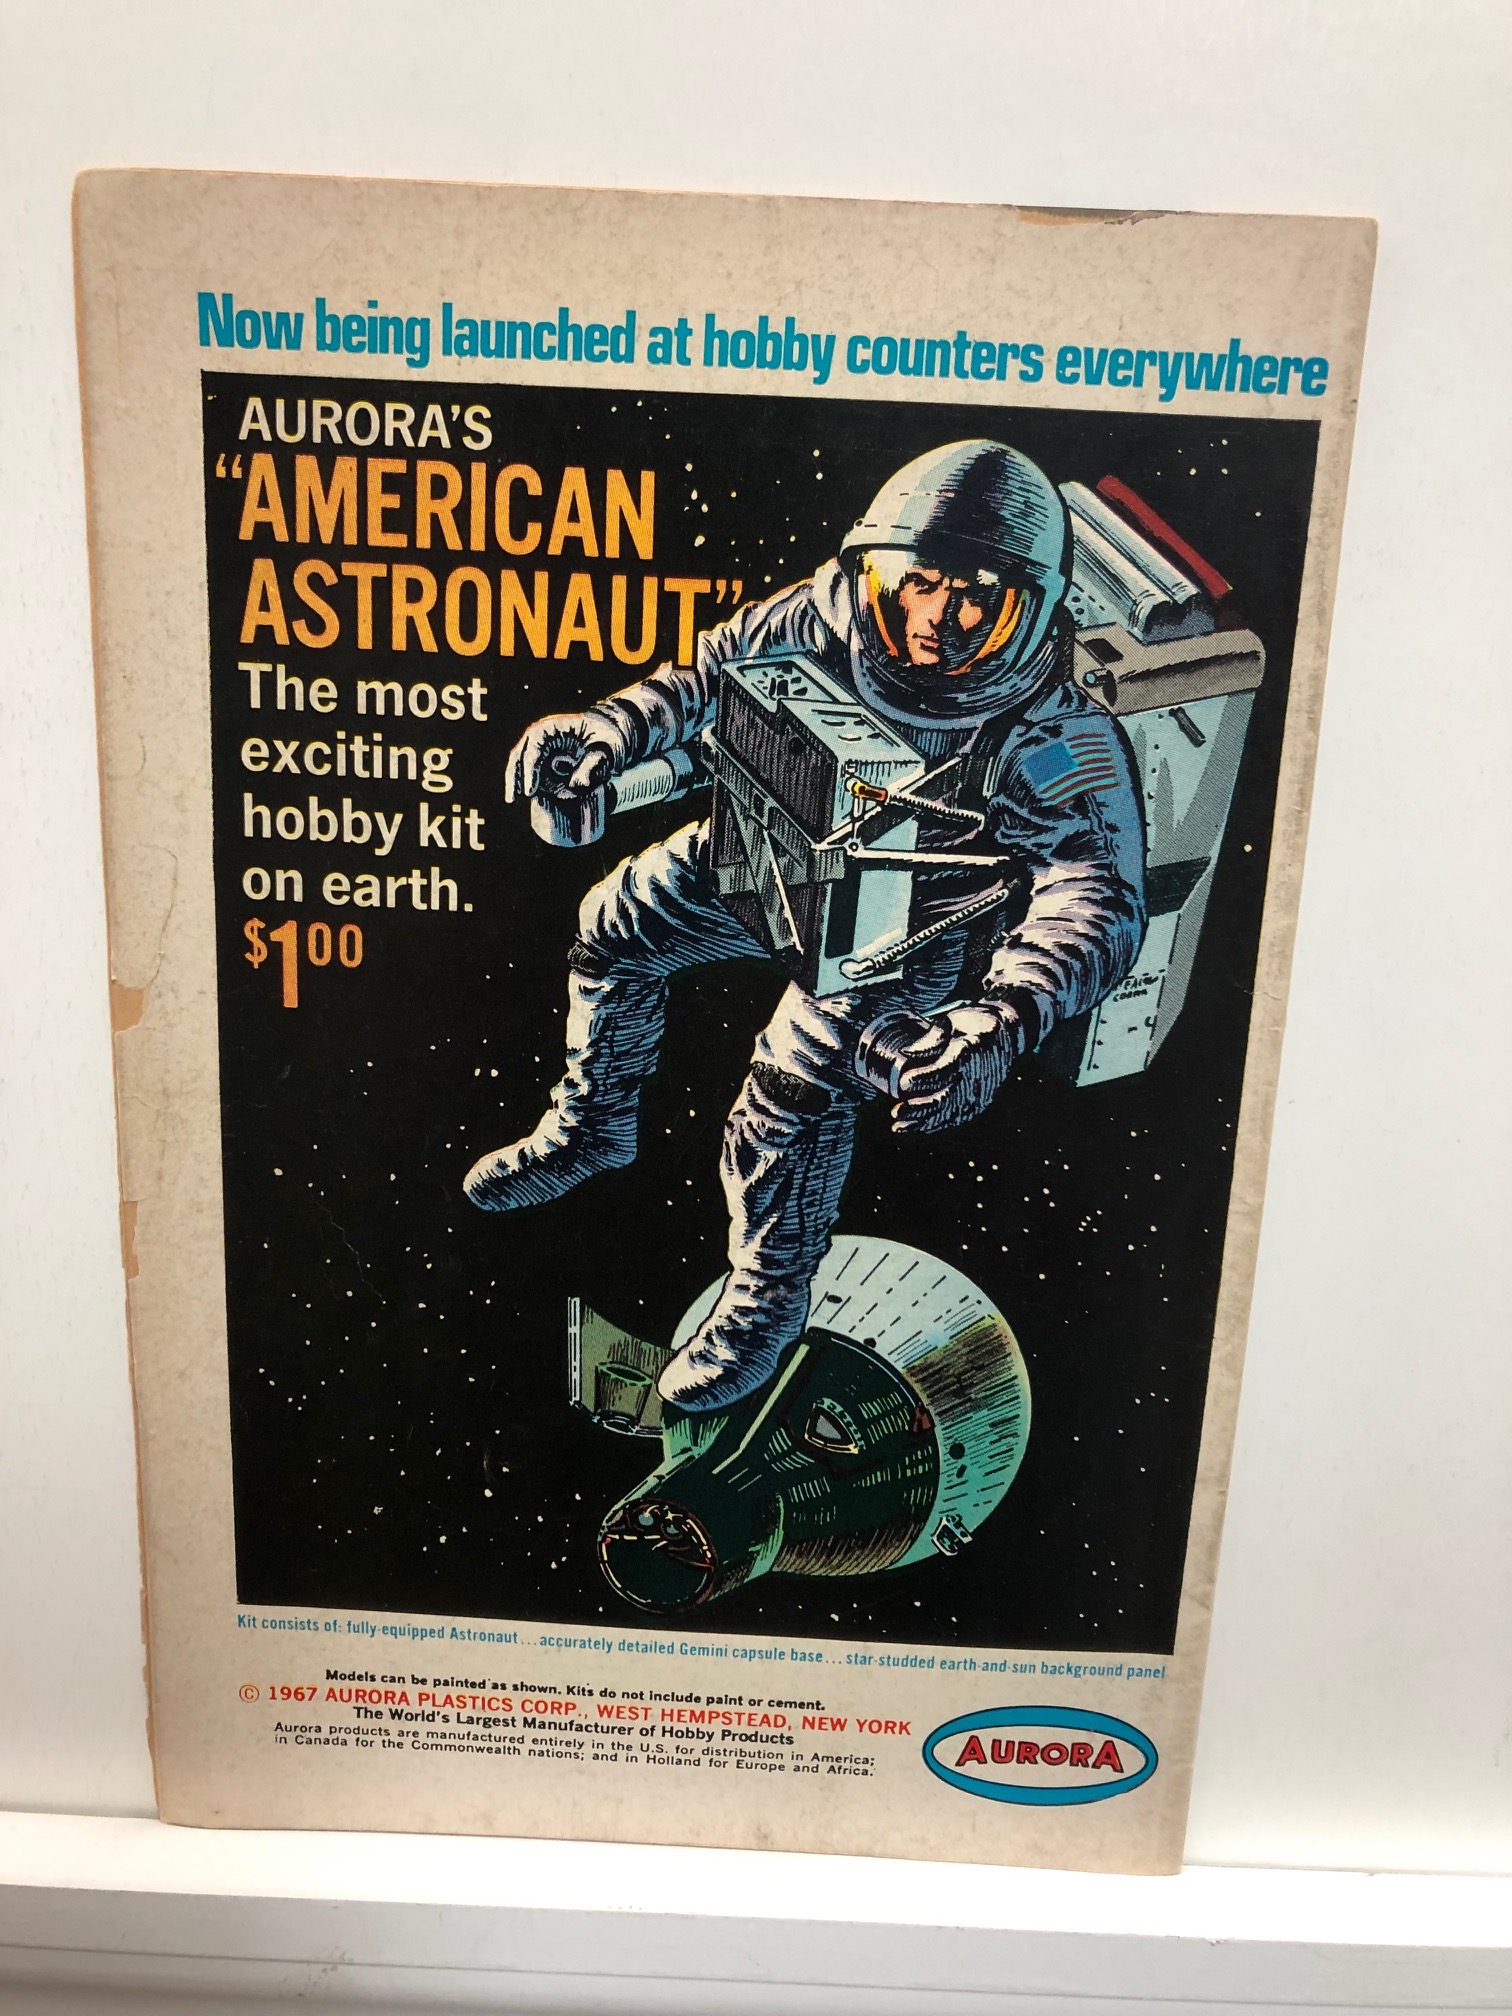 Now being launched at hobby counters everywhere
AURORA'S
“AMERICAN
ASTRONAUT”
The most
exciting
hobby kit
on earth.
$1.00
Kit consists of: fully-equipped Astronaut...accurately detailed Gemini capsule base...star-studded earth-and-sun background panel
Models can be painted as shown. Kits do not include paint or cement.
© 1967 AURORA PLASTICS CORP., WEST HEMPSTEAD, NEW YORK
The World's Largest Manufacturer of Hobby Products
Aurora products are manufactured entirely in the U.S. for distribution in America;
in Canada for the Commonwealth nations; and in Holland for Europe and Africa.
AURORA